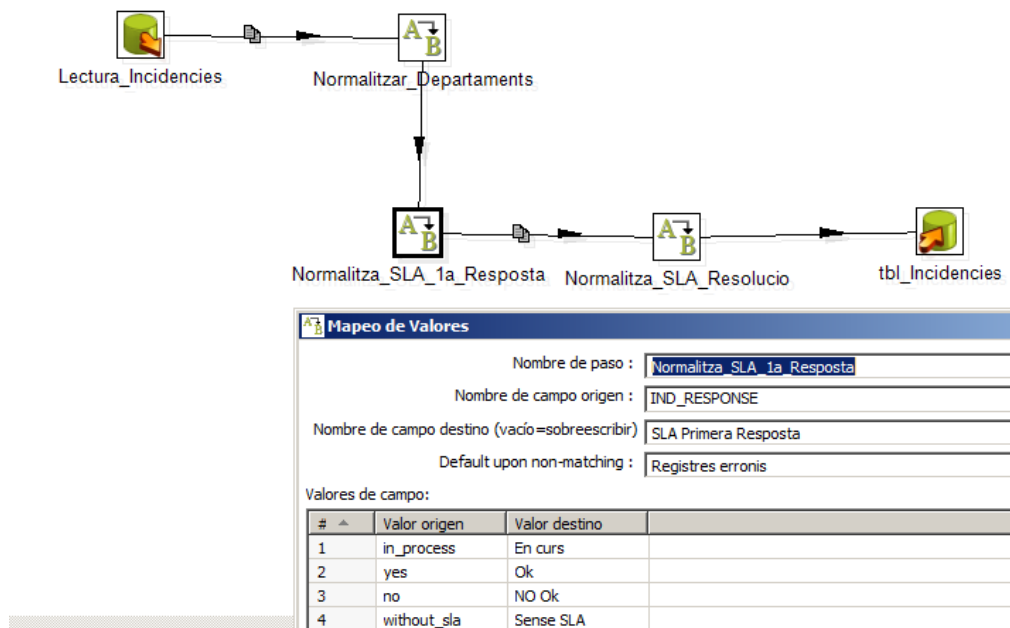 Lectura_Incidencies
Normalitzar_Departaments
Normalitza_SLA_1a_Resposta
Normalitza_SLA_Resolucio
tbl_Incidencies
Mapeo de Valores
Nombre de paso : Normalitza_SLA_1a_Resposta
Nombre de campo origen : IND_RESPONSE
Nombre de campo destino (vacío=sobreescribir) SLA Primera Resposta
Default upon non-matching : Registres erronis
Valores de campo:
# Valor origen Valor destino
1 in_process En curs
2 yes Ok
3 no NO Ok
4 without_sla Sense SLA